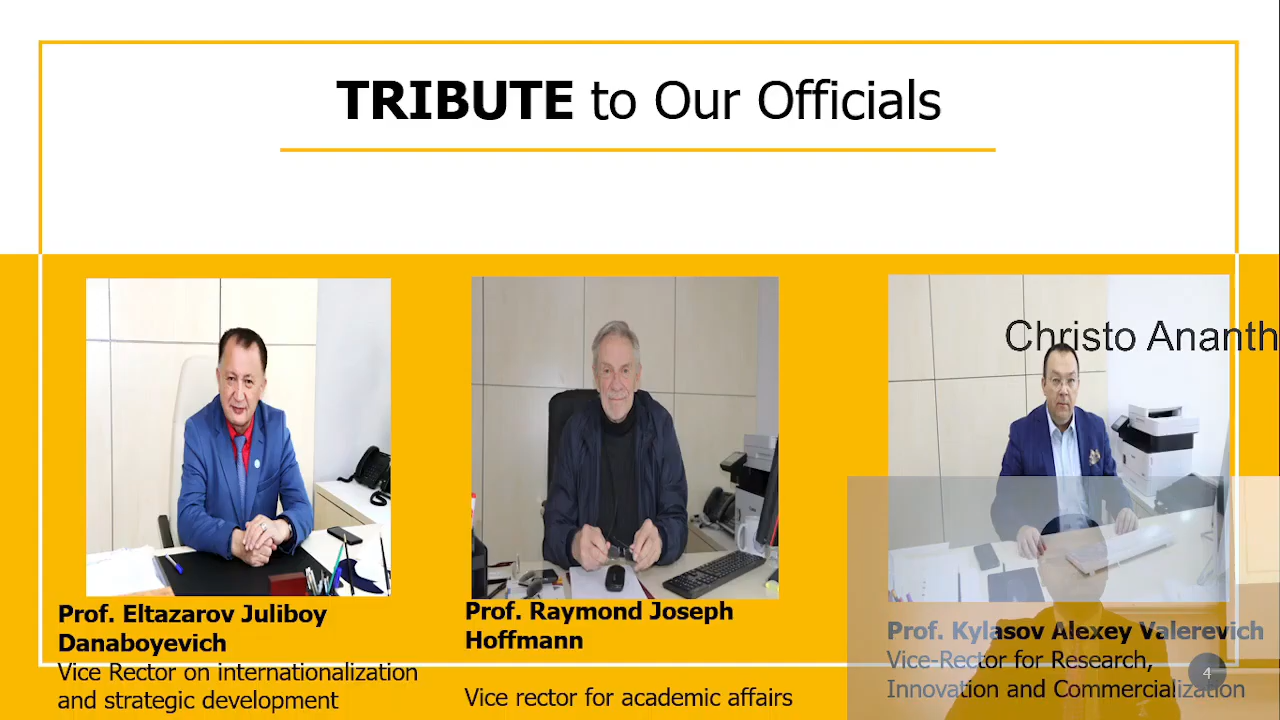 TRIBUTE to Our Officials
Christo Ananth
Prof. Eltazarov Juliboy
Danaboyevich
Vice Rector on internationalization
and strategic development
Prof. Raymond Joseph
Hoffmann
Vice rector for academic affairs
Prof. Kylasov Alexey Valerevich
Vice-Rector for Research,
Innovation and Commercialization
4